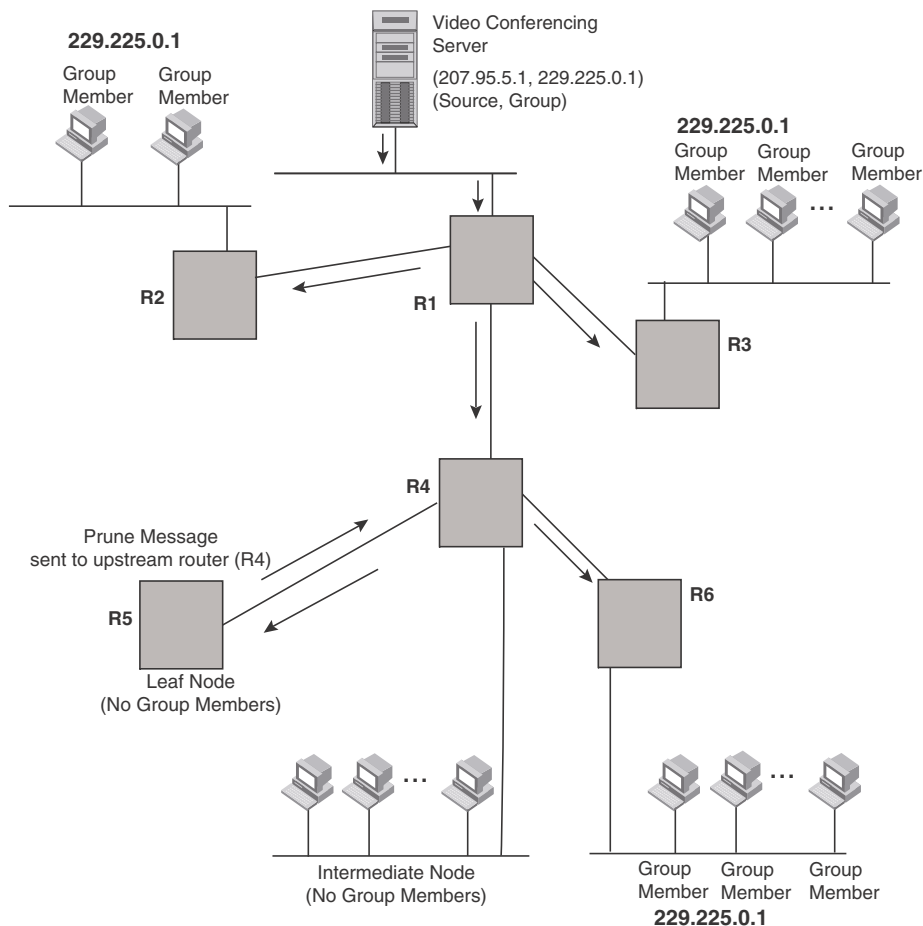 229.225.0.1
Group
Member
Group
Member
Video Conferencing
Server
(207.95.5.1, 229.225.0.1)
(Source, Group)
229.225.0.1
Group
Member
Group
Member
...
Group
Member
R2
R1
R3
R4
Prune Message
sent to upstream router (R4)
R5
R6
Leaf Node
(No Group Members)
...
...
Intermediate Node
(No Group Members)
Group
Member
Group
Member
Group
Member
229.225.0.1